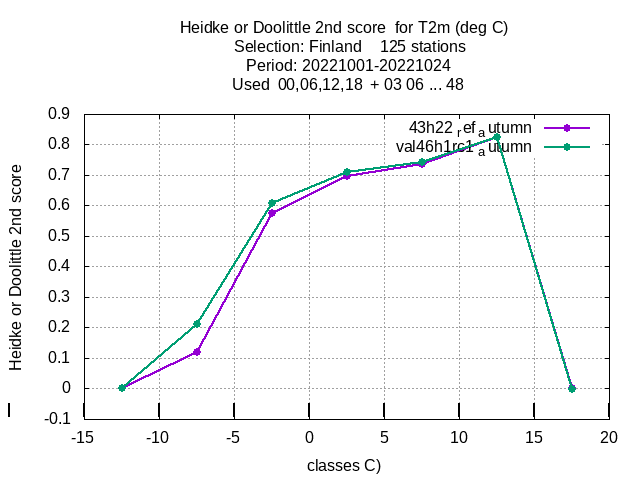 Heidke or Doolittle 2nd score  for T2m (deg C)
Selection: Finland    125 stations
Period: 20221001-20221024
Used  00,06,12,18  + 03 06 ... 48
43h22 ref autumn
val46h1rc1 autumn
Heidke or Doolittle 2nd score
0.9
0.8
0.7
0.6
0.5
0.4
0.3
0.2
0.1
0
-0.1
-15 -10 -5 0 5 10 15 20
classes C)